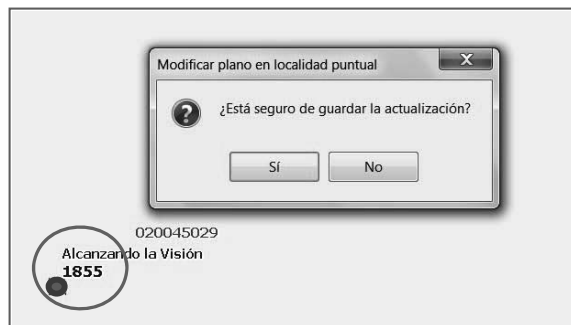 Modificar plano en localidad puntual
X
¿Está seguro de guardar la actualización?
Sí
No
020045029
Alcanzando la Visión
1855